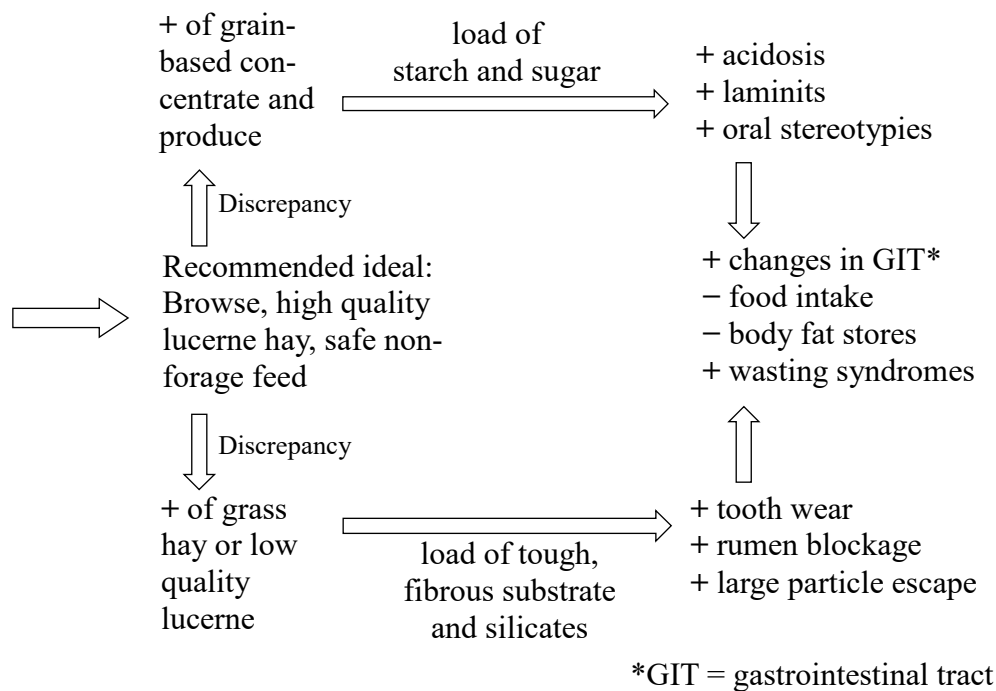 + of grain-
based con-
centrate and
produce
load of
starch and sugar
+ acidosis
+ laminits
+ oral stereotypies
Discrepancy
Recommended ideal:
Browse, high quality
lucerne hay, safe non-
forage feed
+ changes in GIT*
− food intake
− body fat stores
+ wasting syndromes
Discrepancy
+ of grass
hay or low
quality
lucerne
load of tough,
fibrous substrate
and silicates
+ tooth wear
+ rumen blockage
+ large particle escape
*GIT = gastrointestinal tract